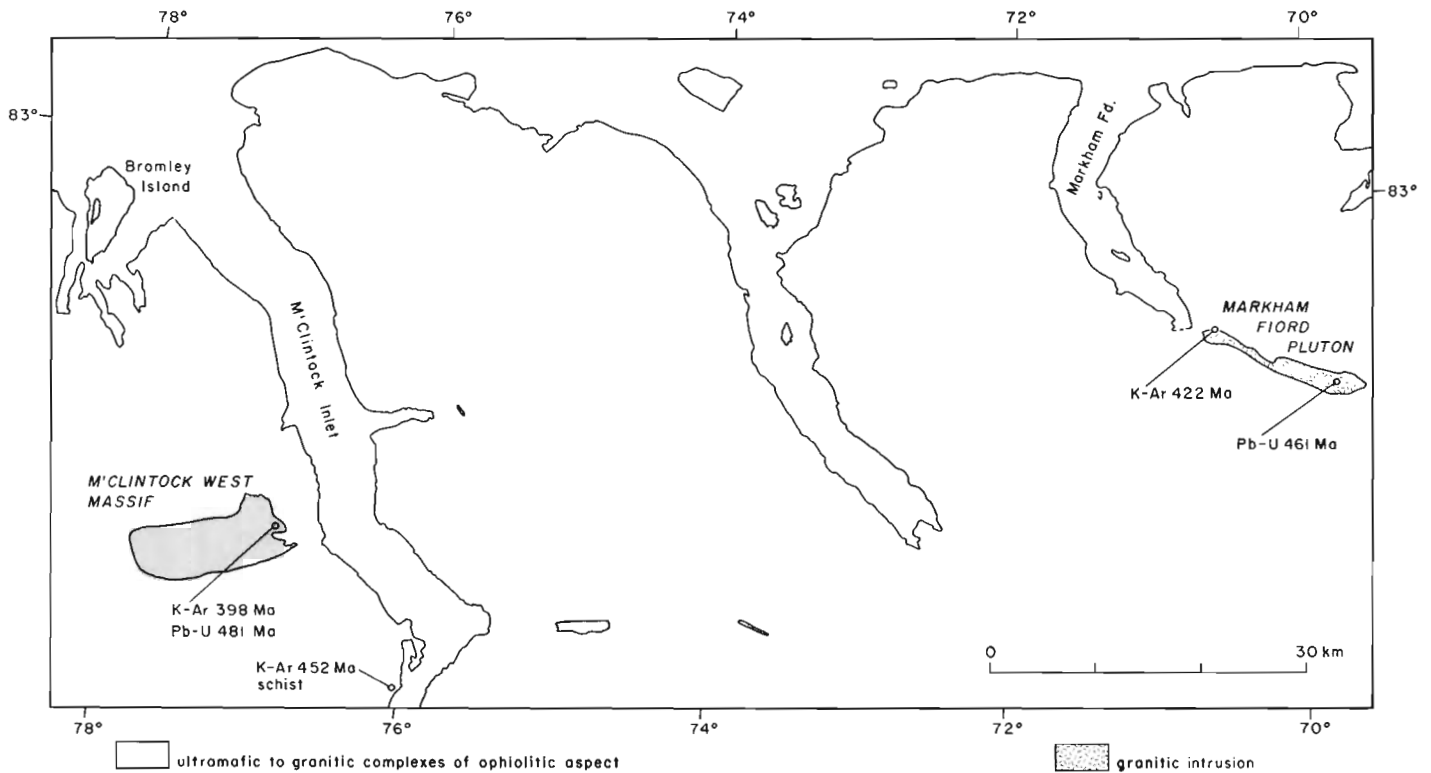 78° 76° 74° 72° 70°
83°
83°
Bromley
Island
Markham Fd.
M'Clintock Inlet
MARKHAM
FIORD
PLUTON
K-Ar 422 Ma
Pb-U 461 Ma
M'CLINTOCK WEST
MASSIF
K-Ar 398 Ma
Pb-U 481 Ma
K-Ar 452 Ma
schist
0 30 km
78° 76° 74° 72° 70°
ultramafic to granitic complexes of ophiolitic aspect
granitic intrusion